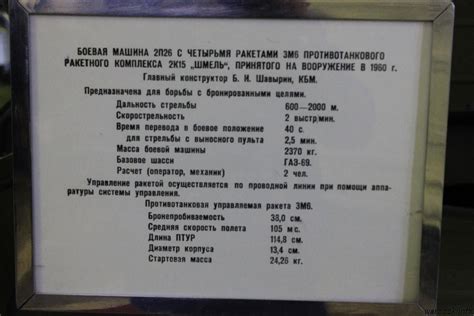 БОЕВАЯ МАШИНА 2П26 С ЧЕТЫРЬМЯ РАКЕТАМИ 3М6 ПРОТИВОТАНКОВОГО
РАКЕТНОГО КОМПЛЕКСА 2К15 „ШМЕЛЬ", ПРИНЯТОГО НА ВООРУЖЕНИЕ В 1960 г.
Главный конструктор Б. И. Шавырин, КБМ.
Предназначена для борьбы с бронированными целями.
Дальность стрельбы 600—2000 м.
Скорострельность 2 выстр/мин.
Время перевода в боевое положение 40 с.
для стрельбы с выносного пульта 2,5 мин.
Масса боевой машины 2370 кг.
Базовое шасси ГАЗ-69.
Расчет (оператор, механик) 2 чел.
Управление ракетой осуществляется по проводной линии при помощи аппа-
ратуры системы управления.
Противотанковая управляемая ракета 3М6.
Бронепробиваемость 38,0 см.
Средняя скорость полета 105 мс.
Длина ПТУР 114,8 см.
Диаметр корпуса 13,4 см.
Стартовая масса 24,26 кг.